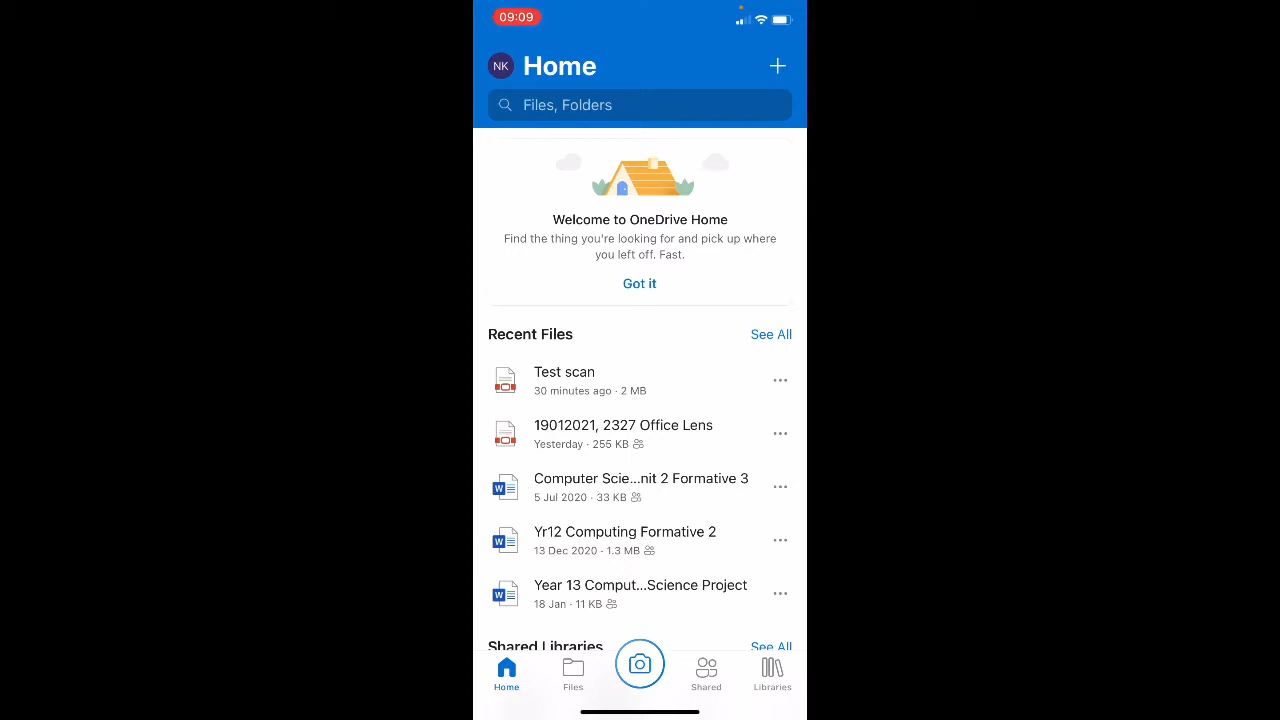 09:09
NK Home
Files, Folders
Welcome to OneDrive Home
Find the thing you're looking for and pick up where
you left off. Fast.
Got it
Recent Files See All
Test scan
30 minutes ago · 2 MB
19012021, 2327 Office Lens
Yesterday · 255 KB
Computer Scie...nit 2 Formative 3
5 Jul 2020 · 33 KB
Yr12 Computing Formative 2
13 Dec 2020 · 1.3 MB
Year 13 Comput...Science Project
18 Jan · 11 KB
Shared Libraries See All
Home Files Shared Libraries